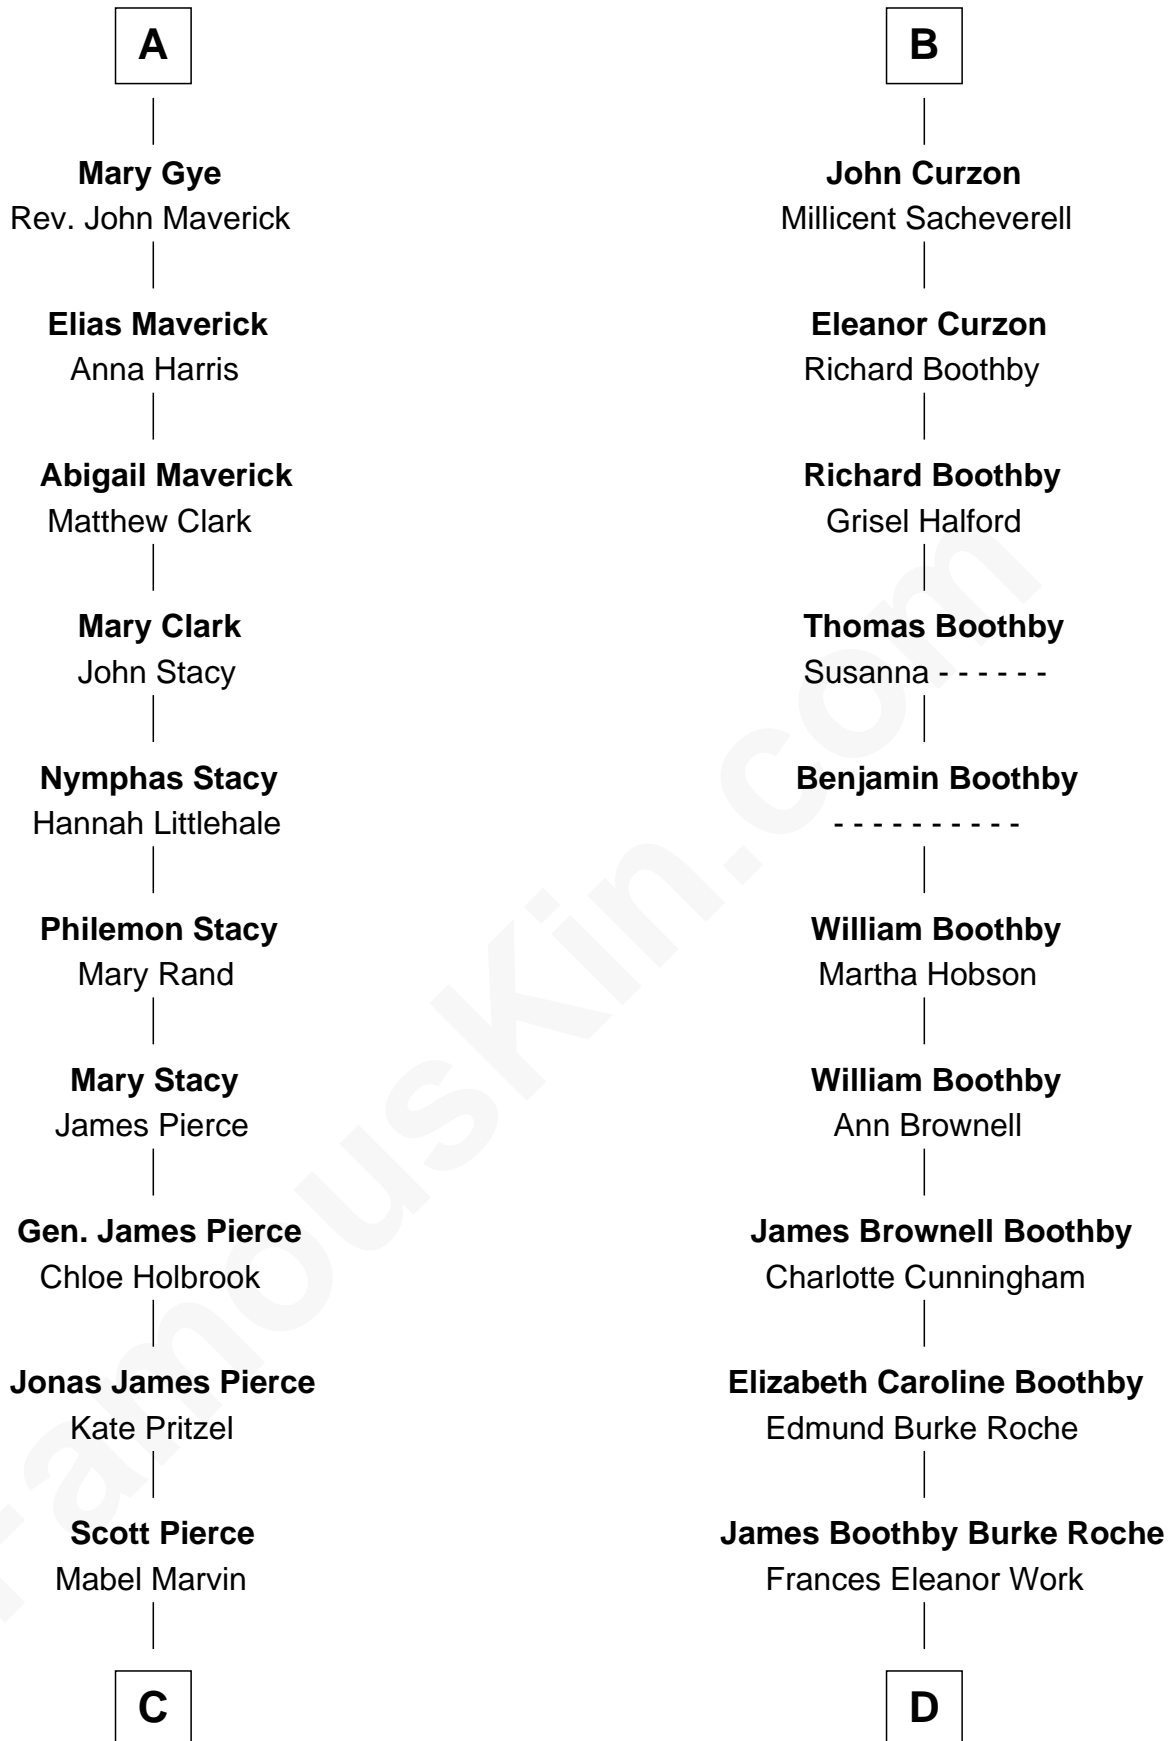 A
Mary Gye
Rev. John Maverick
Elias Maverick
Anna Harris
Abigail Maverick
Matthew Clark
Mary Clark
John Stacy
Nymphas Stacy
Hannah Littlehale
Philemon Stacy
Mary Rand
Mary Stacy
James Pierce
Gen. James Pierce
Chloe Holbrook
Jonas James Pierce
Kate Pritzel
Scott Pierce
Mabel Marvin
C
B
John Curzon
Millicent Sacheverell
Eleanor Curzon
Richard Boothby
Richard Boothby
Grisel Halford
Thomas Boothby
Susanna - - - - - -
Benjamin Boothby
- - - - - - - - - -
William Boothby
Martha Hobson
William Boothby
Ann Brownell
James Brownell Boothby
Charlotte Cunningham
Elizabeth Caroline Boothby
Edmund Burke Roche
James Boothby Burke Roche
Frances Eleanor Work
D
FamousKin.com